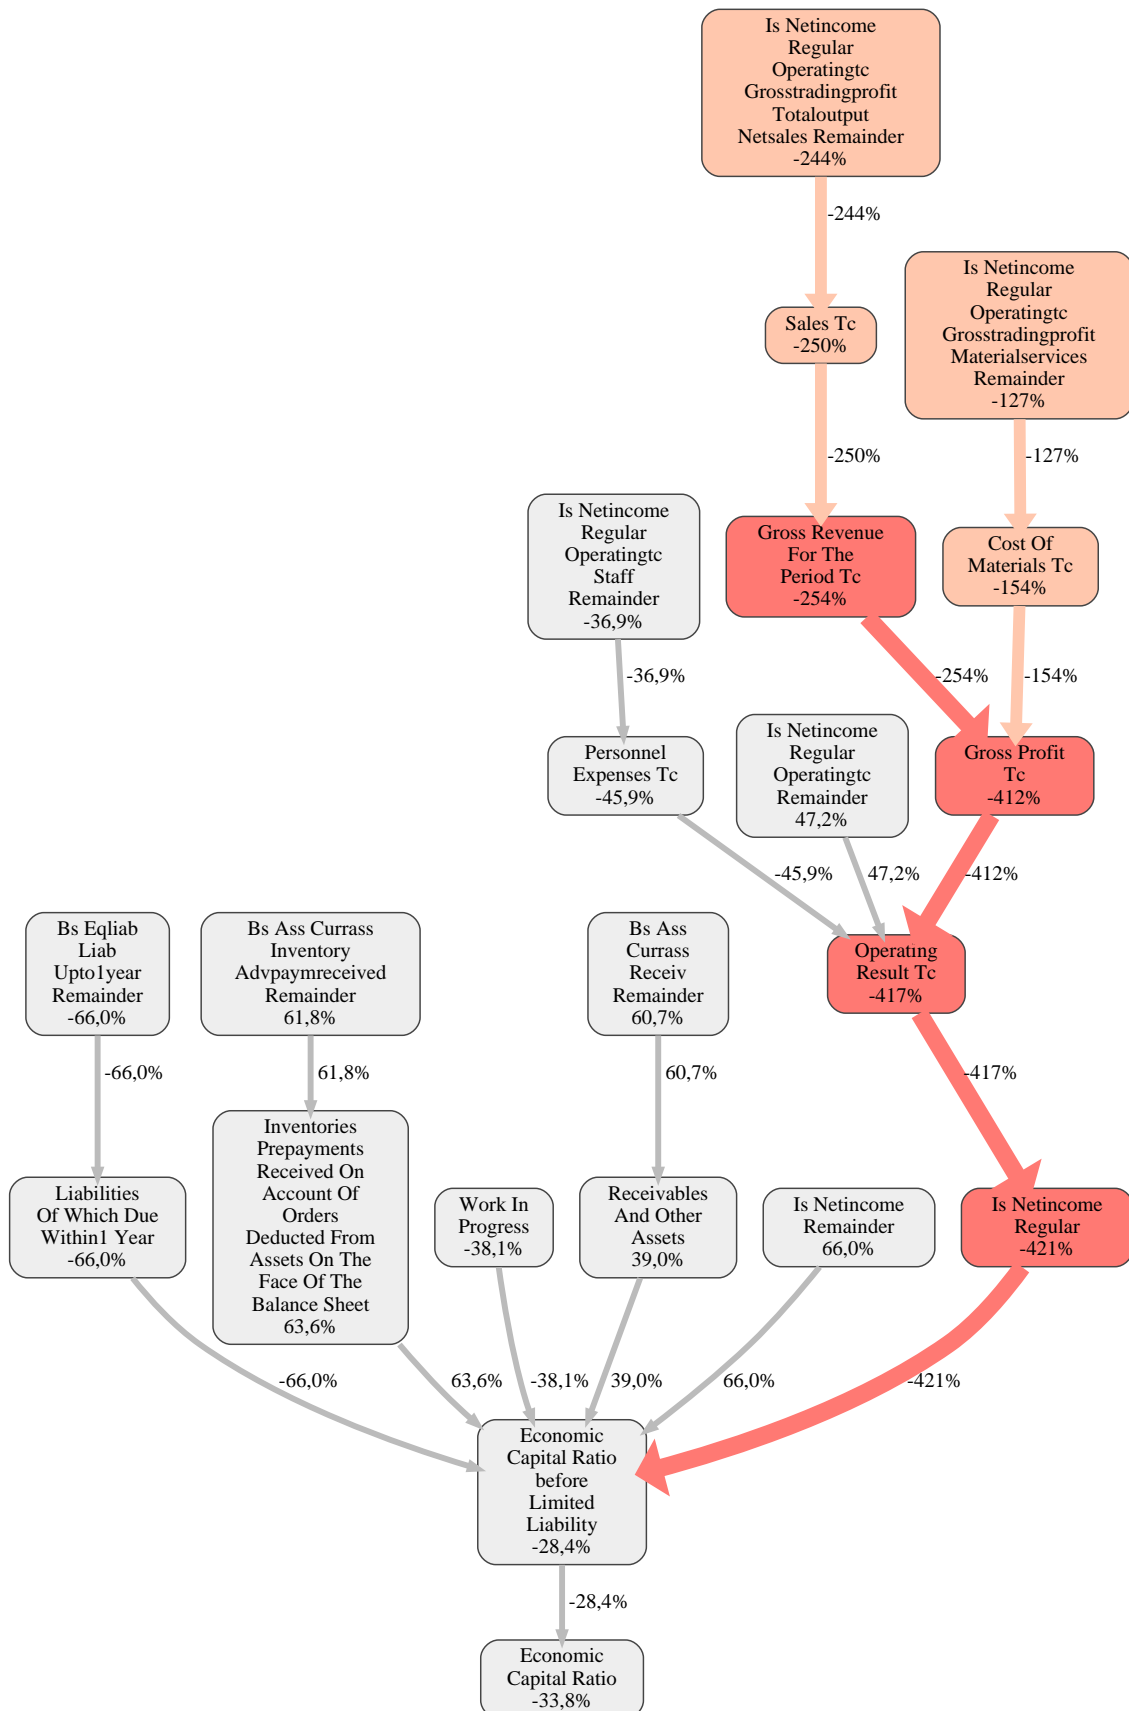 Is Netincome
Regular
Operatingtc
Grosstradingprofit
Totaloutput
Netsales Remainder
-244%
-244%
Is Netincome
Regular
Operatingtc
Grosstradingprofit
Materialservices
Remainder
-127%
Sales Tc
-250%
-250%
-127%
Is Netincome
Regular
Operatingtc
Staff
Remainder
-36,9%
Gross Revenue
For The
Period Tc
-254%
Cost Of
Materials Tc
-154%
-36,9%
-254%
-154%
Personnel
Expenses Tc
-45,9%
Is Netincome
Regular
Operatingtc
Remainder
47,2%
Gross Profit
Tc
-412%
-45,9%
47,2%
-412%
Bs Eqliab
Liab
Upto1year
Remainder
-66,0%
Bs Ass Currass
Inventory
Advpaymreceived
Remainder
61,8%
Bs Ass
Currass
Receiv
Remainder
60,7%
Operating
Result Tc
-417%
-66,0%
61,8%
60,7%
-417%
Liabilities
Of Which Due
Within1 Year
-66,0%
Inventories
Prepayments
Received On
Account Of
Orders
Deducted From
Assets On The
Face Of The
Balance Sheet
63,6%
Work In
Progress
-38,1%
Receivables
And Other
Assets
39,0%
Is Netincome
Remainder
66,0%
Is Netincome
Regular
-421%
-66,0%
63,6%
-38,1%
39,0%
66,0%
-421%
Economic
Capital Ratio
before
Limited
Liability
-28,4%
-28,4%
Economic
Capital Ratio
-33,8%